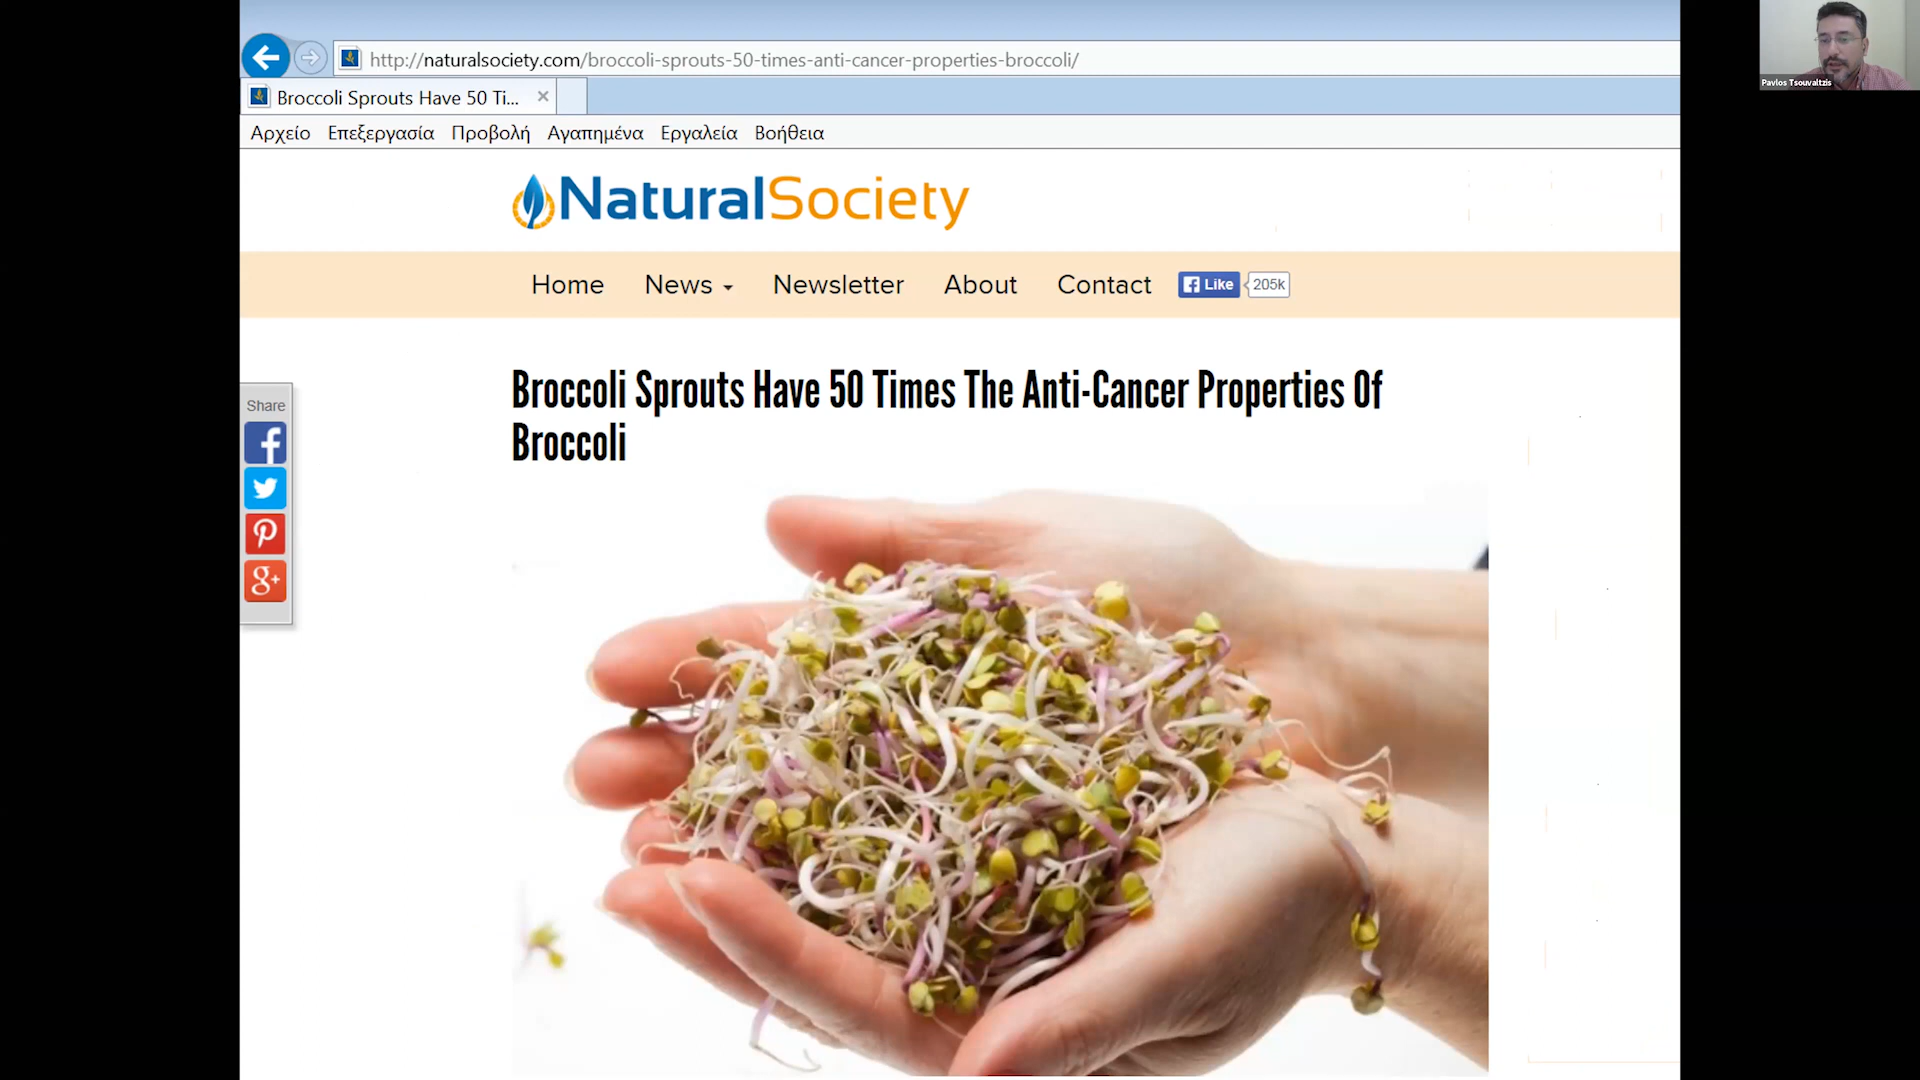 http://naturalsociety.com/broccoli-sprouts-50-times-anti-cancer-properties-broccoli/
Pavlos Tsouvaltzis
Broccoli Sprouts Have 50 Ti...
Αρχείο Επεξεργασία Προβολή Αγαπημένα Εργαλεία Βοήθεια
NaturalSociety
Home News Newsletter About Contact Like 205k
Broccoli Sprouts Have 50 Times The Anti-Cancer Properties Of
Broccoli
Share